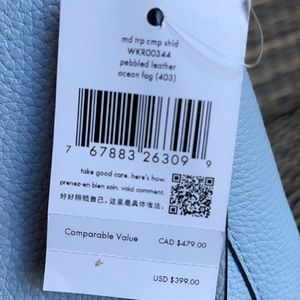 md trp cmp shld
WKR00344
pebbled leather
ocean fog (403)
7 67883 26309 9
take good care. here's how.
prenez-en bien soin. voici comment.
好好照顾自己。这里是具体做法。
Comparable Value CAD $479.00
USD $399.00